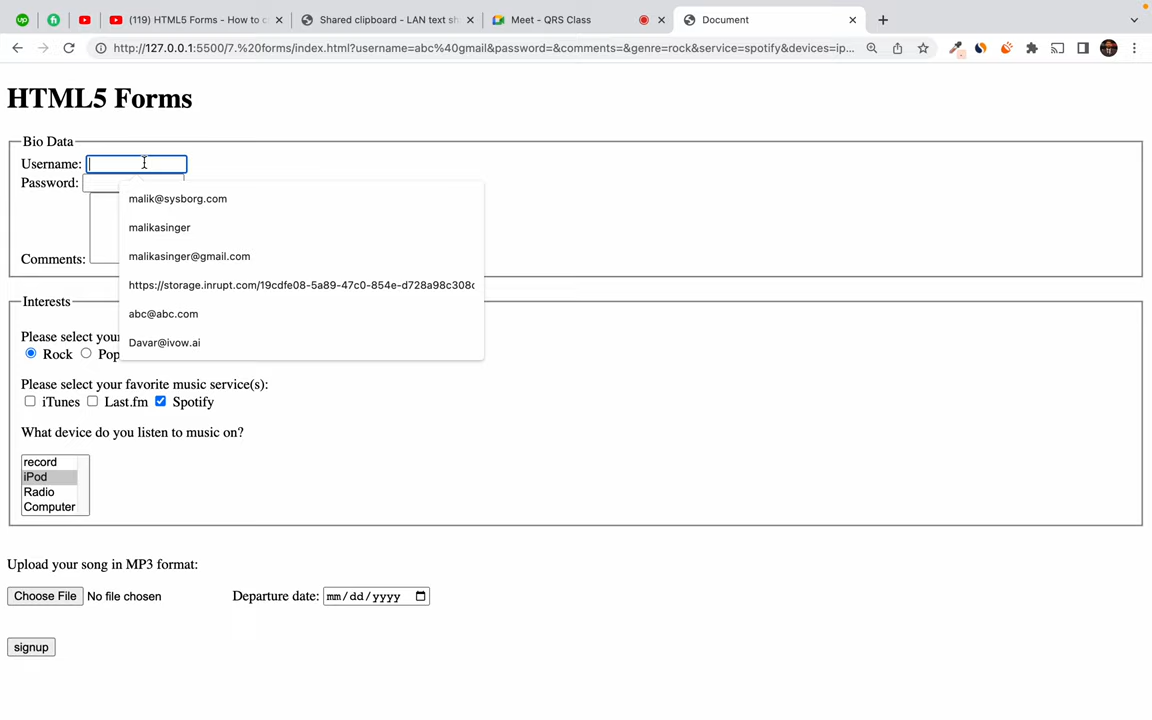 (119) HTML5 Forms - How to c
Shared clipboard - LAN text sh
Meet - QRS Class
Document
http://127.0.0.1:5500/7.%20forms/index.html?username=abc%40gmail&password=&comments=&genre=rock&service=spotify&devices=ip...
HTML5 Forms
Bio Data
Username:
Password:
malik@sysborg.com
malikasinger
malikasinger@gmail.com
Comments:
https://storage.inrupt.com/19cdfe08-5a89-47c0-854e-d728a98c308c
abc@abc.com
Davar@ivow.ai
Interests
Please select your
Rock Pop
Please select your favorite music service(s):
iTunes Last.fm Spotify
What device do you listen to music on?
record
iPod
Radio
Computer
Upload your song in MP3 format:
Choose File No file chosen Departure date: mm/dd/yyyy
signup